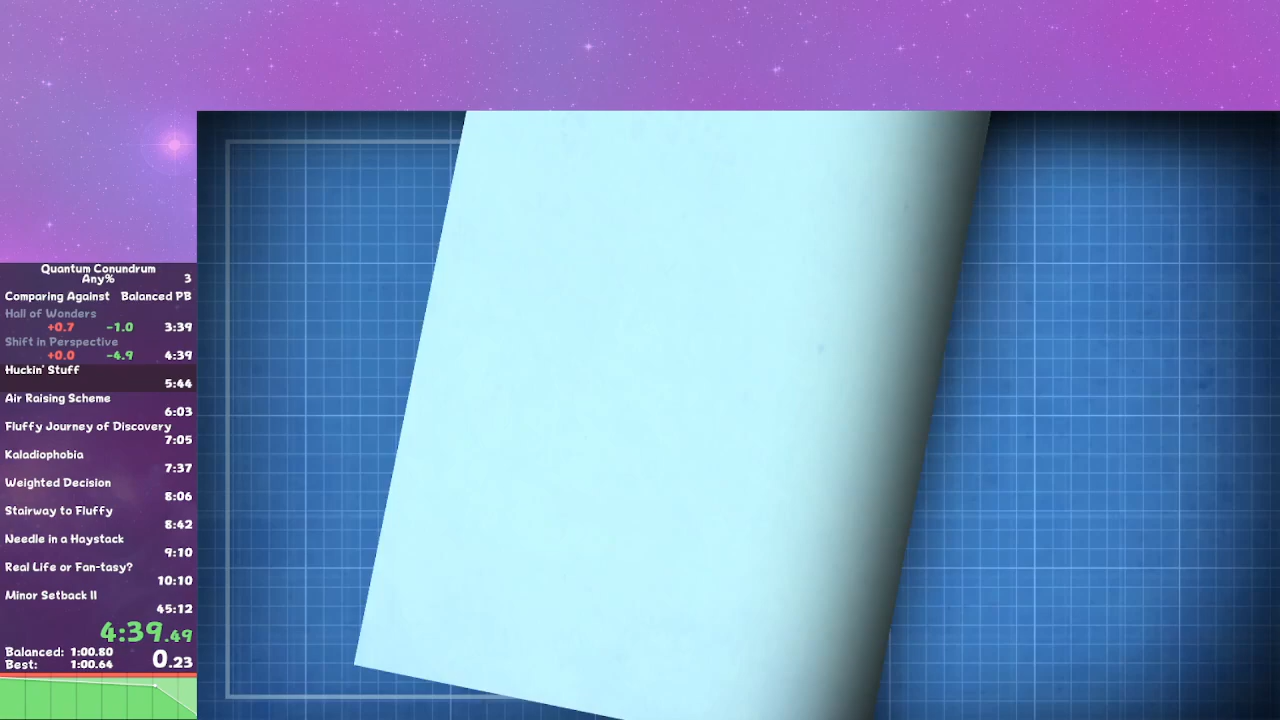 Quantum Conundrum
Any% 3
Comparing Against Balanced PB
Hall of Wonders
+0.7 -1.0 3:39
Shift in Perspective
+0.0 -4.9 4:39
Huckin' Stuff
5:44
Air Raising Scheme
6:03
Fluffy Journey of Discovery
7:05
Kaladiophobia
7:37
Weighted Decision
8:06
Stairway to Fluffy
8:42
Needle in a Haystack
9:10
Real Life or Fan-tasy?
10:10
Minor Setback II
45:12
4:39.49
Balanced: 1:00.80
Best: 1:00.64
0.23